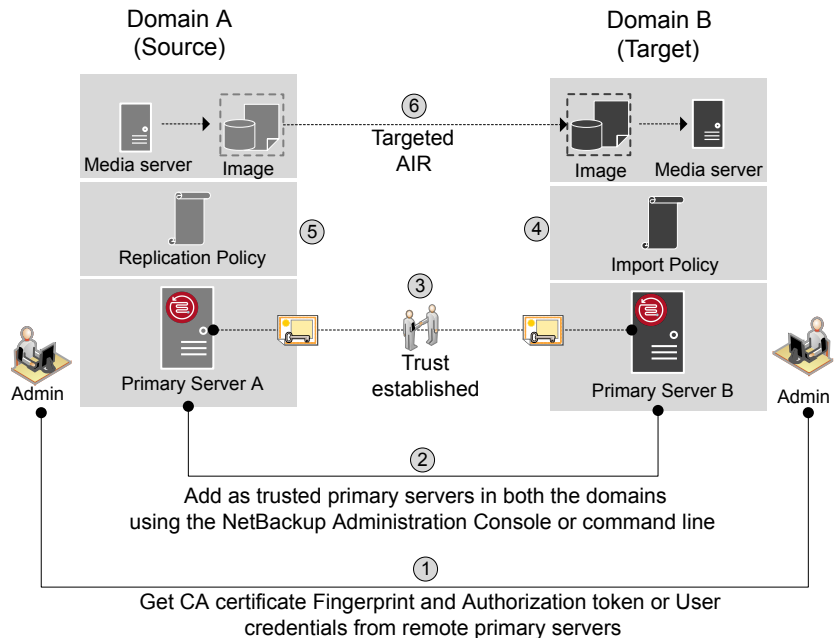 Domain A
(Source)
Domain B
(Target)
6
Targeted
AIR
Media server
Image
Image
Media server
5
4
Replication Policy
Import Policy
3
Trust
established
Primary Server A
Primary Server B
Admin
Admin
2
Add as trusted primary servers in both the domains
using the NetBackup Administration Console or command line
1
Get CA certificate Fingerprint and Authorization token or User
credentials from remote primary servers